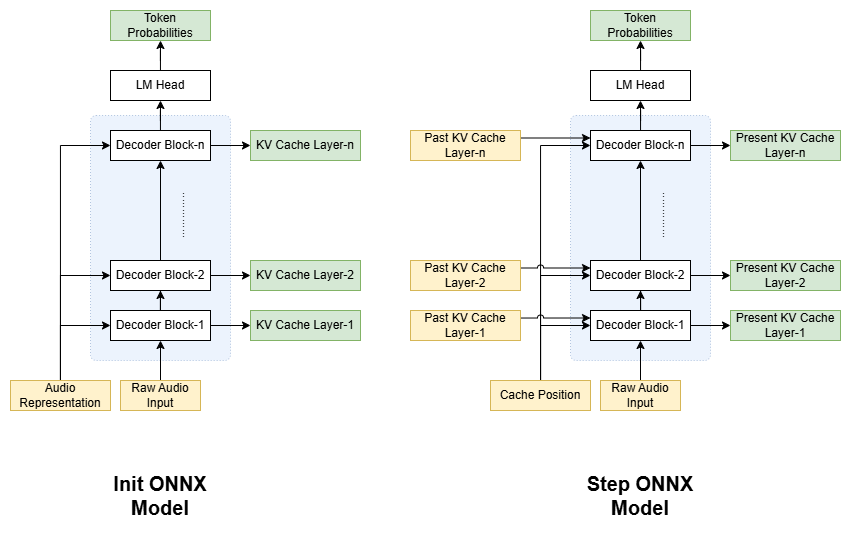 Token
Probabilities
LM Head
Decoder Block-n
KV Cache Layer-n
Decoder Block-2
KV Cache Layer-2
Decoder Block-1
KV Cache Layer-1
Audio
Representation
Raw Audio
Input
Init ONNX
Model
Token
Probabilities
LM Head
Past KV Cache
Layer-n
Decoder Block-n
Present KV Cache
Layer-n
Past KV Cache
Layer-2
Decoder Block-2
Present KV Cache
Layer-2
Past KV Cache
Layer-1
Decoder Block-1
Present KV Cache
Layer-1
Cache Position
Raw Audio
Input
Step ONNX
Model